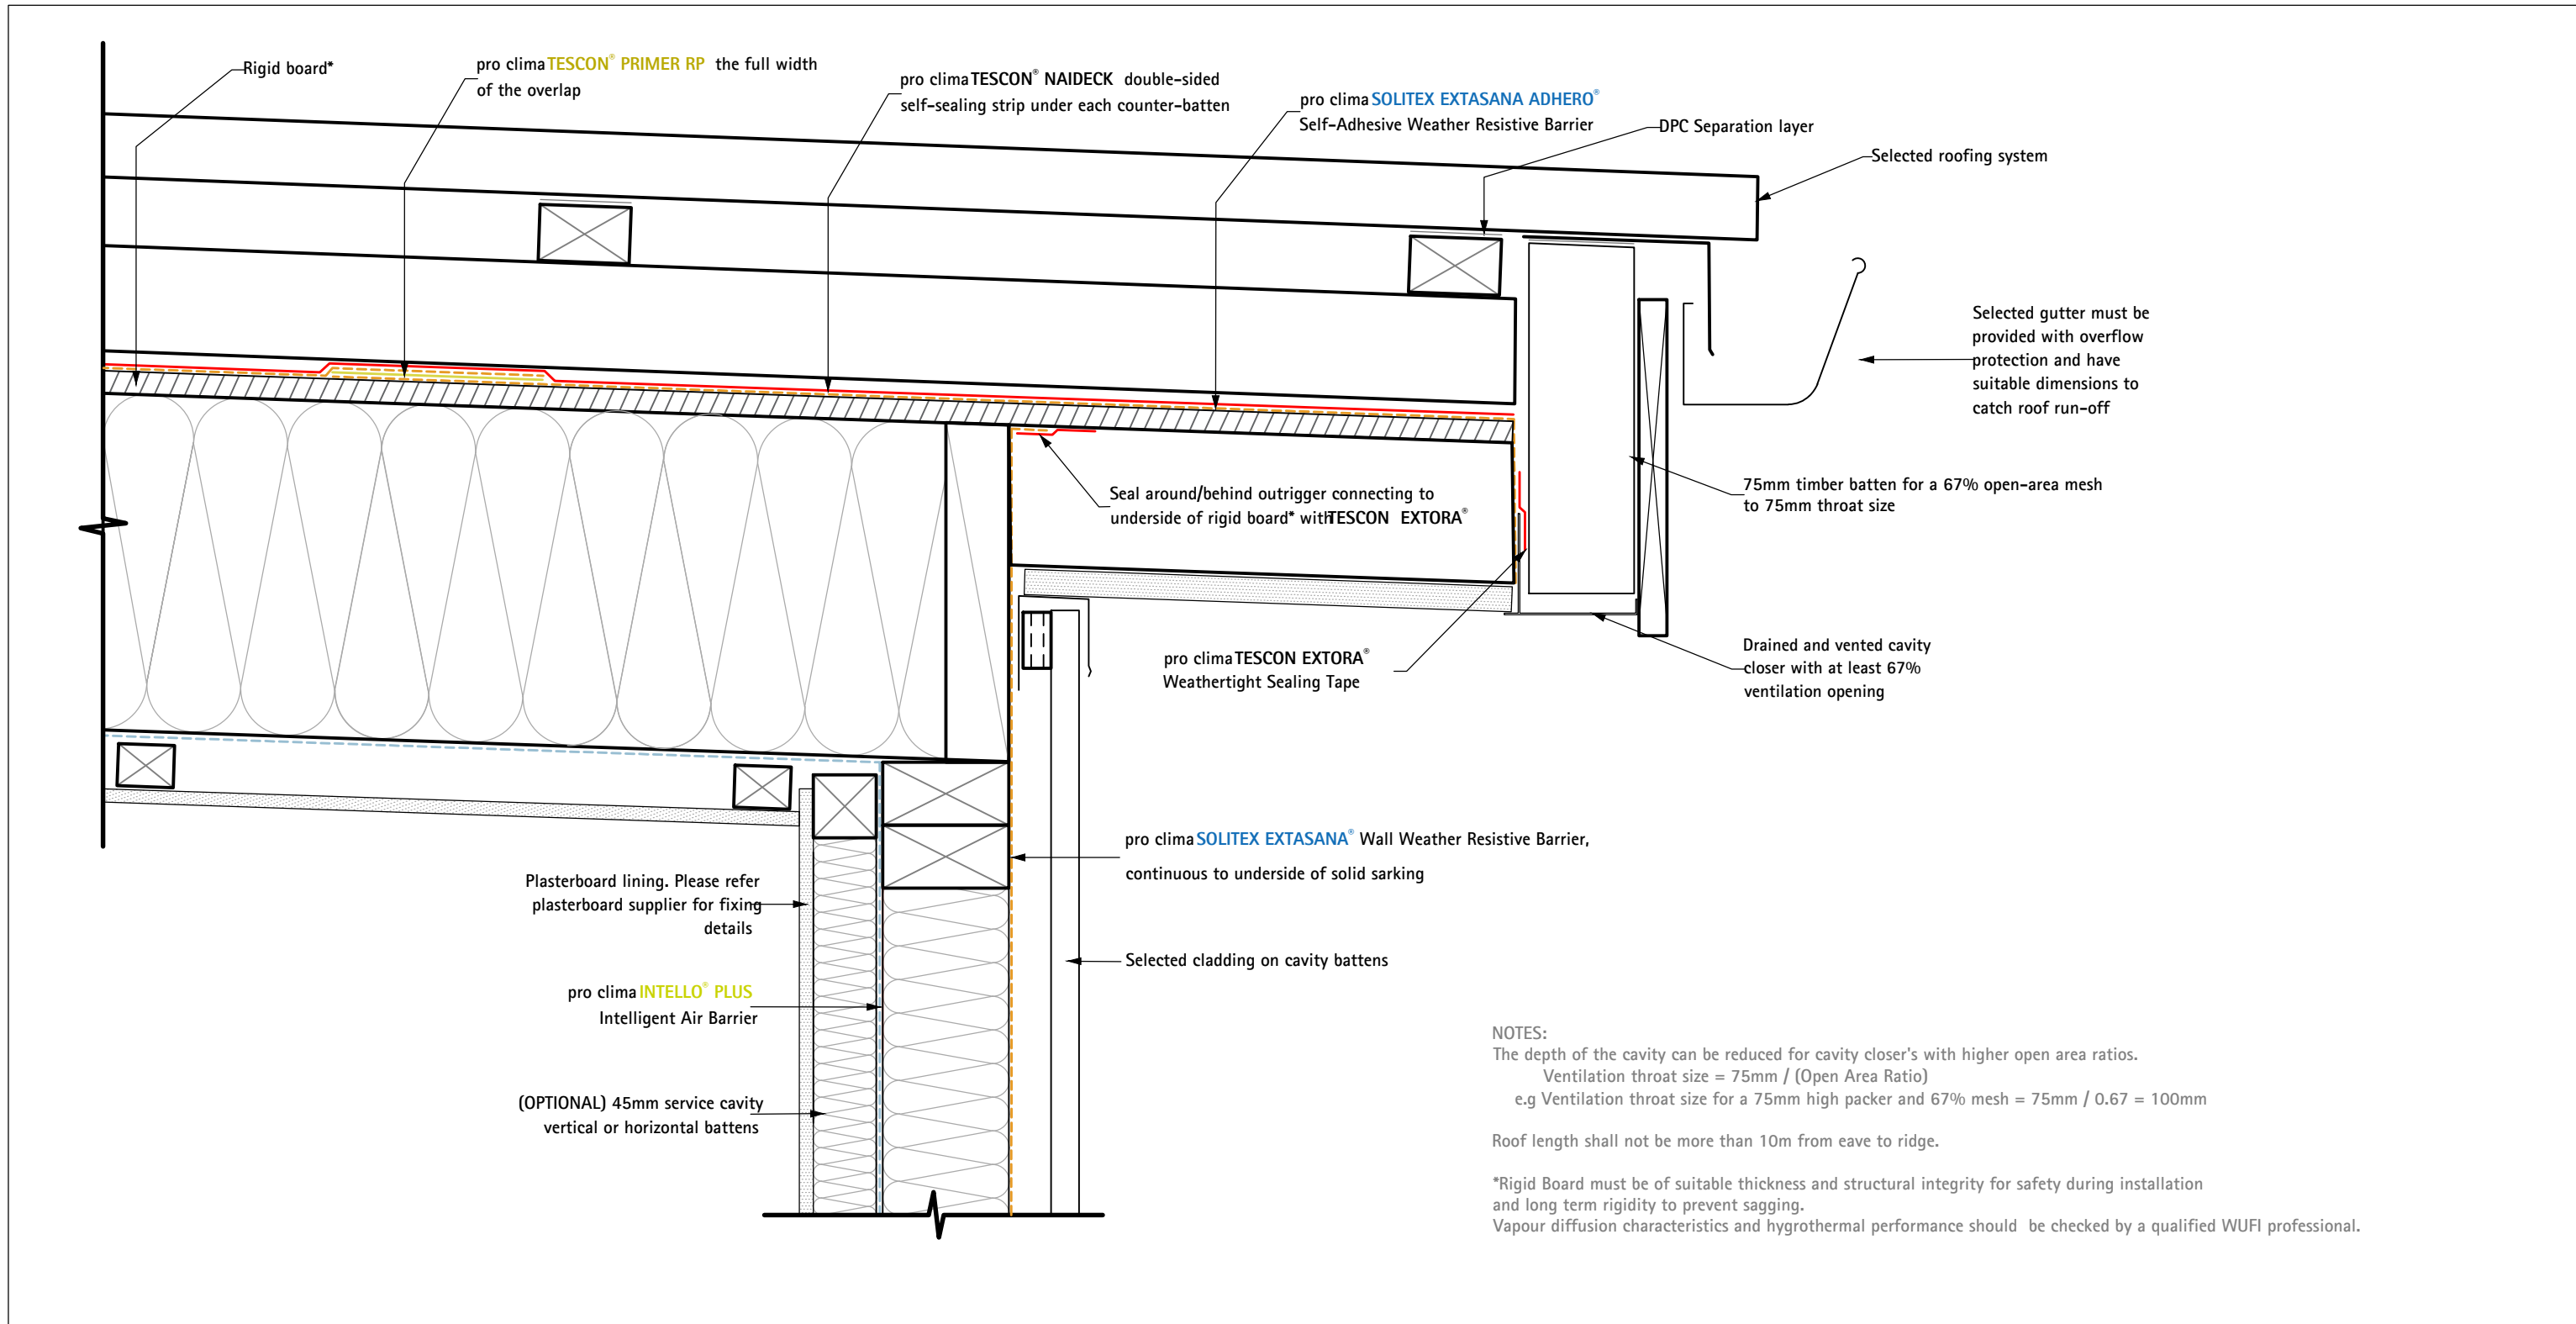 Rigid board*
pro clima TESCON® PRIMER RP the full width
of the overlap
pro clima TESCON® NAIDECK double-sided
self-sealing strip under each counter-batten
pro clima SOLITEX EXTASANA ADHERO®
Self-Adhesive Weather Resistive Barrier
DPC Separation layer
Selected roofing system
Selected gutter must be
provided with overflow
protection and have
suitable dimensions to
catch roof run-off
Seal around/behind outrigger connecting to
underside of rigid board* with TESCON EXTORA®
75mm timber batten for a 67% open-area mesh
to 75mm throat size
pro clima TESCON EXTORA®
Weathertight Sealing Tape
Drained and vented cavity
closer with at least 67%
ventilation opening
pro clima SOLITEX EXTASANA® Wall Weather Resistive Barrier,
continuous to underside of solid sarking
Plasterboard lining. Please refer
plasterboard supplier for fixing
details
Selected cladding on cavity battens
pro clima INTELLO® PLUS
Intelligent Air Barrier
(OPTIONAL) 45mm service cavity
vertical or horizontal battens
NOTES:
The depth of the cavity can be reduced for cavity closer's with higher open area ratios.
Ventilation throat size = 75mm / (Open Area Ratio)
e.g Ventilation throat size for a 75mm high packer and 67% mesh = 75mm / 0.67 = 100mm
Roof length shall not be more than 10m from eave to ridge.
*Rigid Board must be of suitable thickness and structural integrity for safety during installation
and long term rigidity to prevent sagging.
Vapour diffusion characteristics and hygrothermal performance should be checked by a qualified WUFI professional.